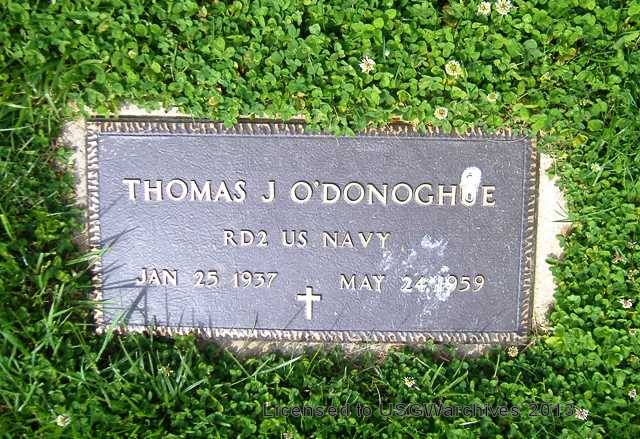 THOMAS J O'DONOGHUE
RD2 US NAVY
JAN 25 1937 MAY 24 1959
Licensed to USGWarchives 2013